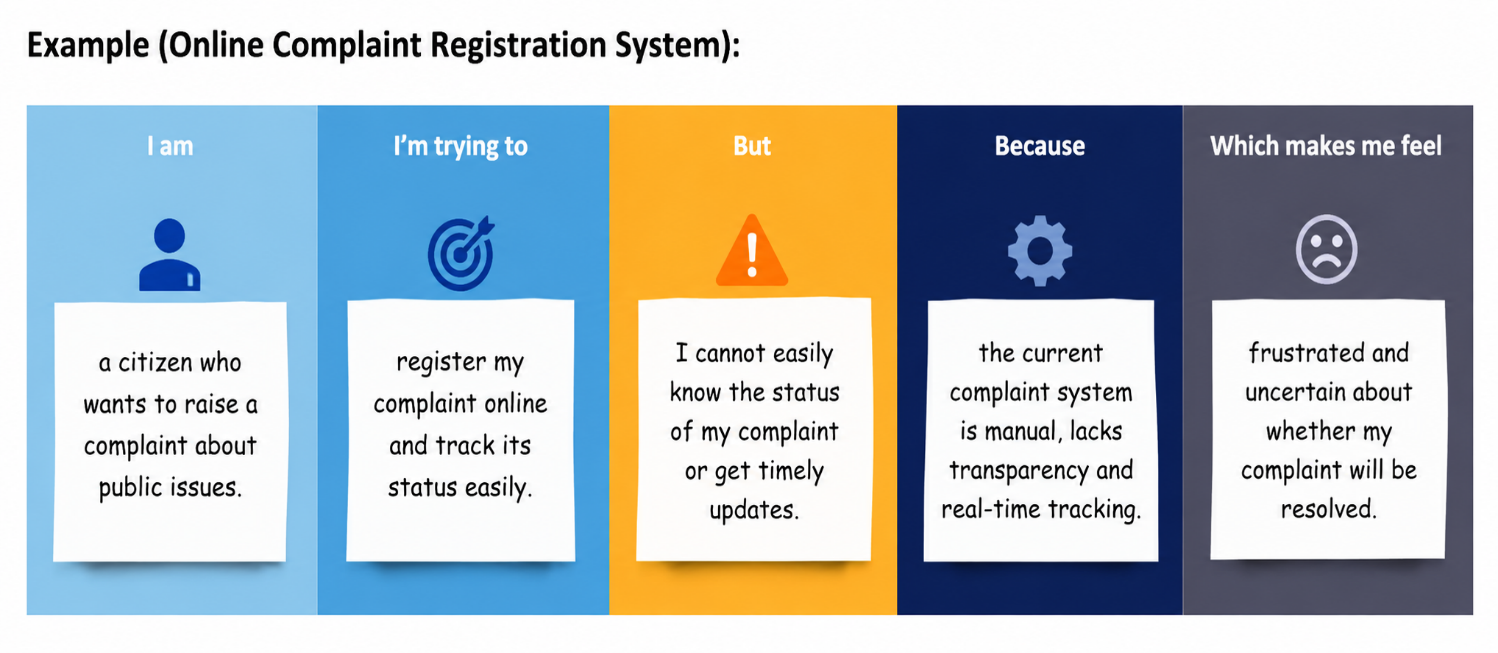 Example (Online Complaint Registration System):
I am
a citizen who
wants to raise a
complaint about
public issues.
I'm trying to
register my
complaint online
and track its
status easily.
But
I cannot easily
know the status
of my complaint
or get timely
updates.
Because
the current
complaint system
is manual, lacks
transparency and
real-time tracking.
Which makes me feel
frustrated and
uncertain about
whether my
complaint will be
resolved.